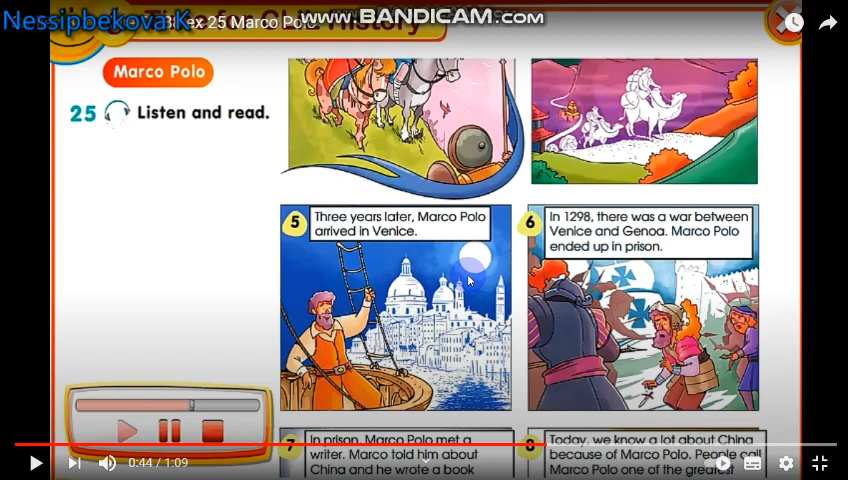 Nessipbekova K
ex 25 Marco Polo
WWW.BANDICAM.COM
History
Marco Polo
25 Listen and read.
5 Three years later, Marco Polo
arrived in Venice.
6 In 1298, there was a war between
Venice and Genoa. Marco Polo
ended up in prison.
7 In prison, Marco Polo met a
writer. Marco told him about
China and he wrote a book
8 Today, we know a lot about China
because of Marco Polo. People call
Marco Polo one of the greatest
0:44 / 1:09